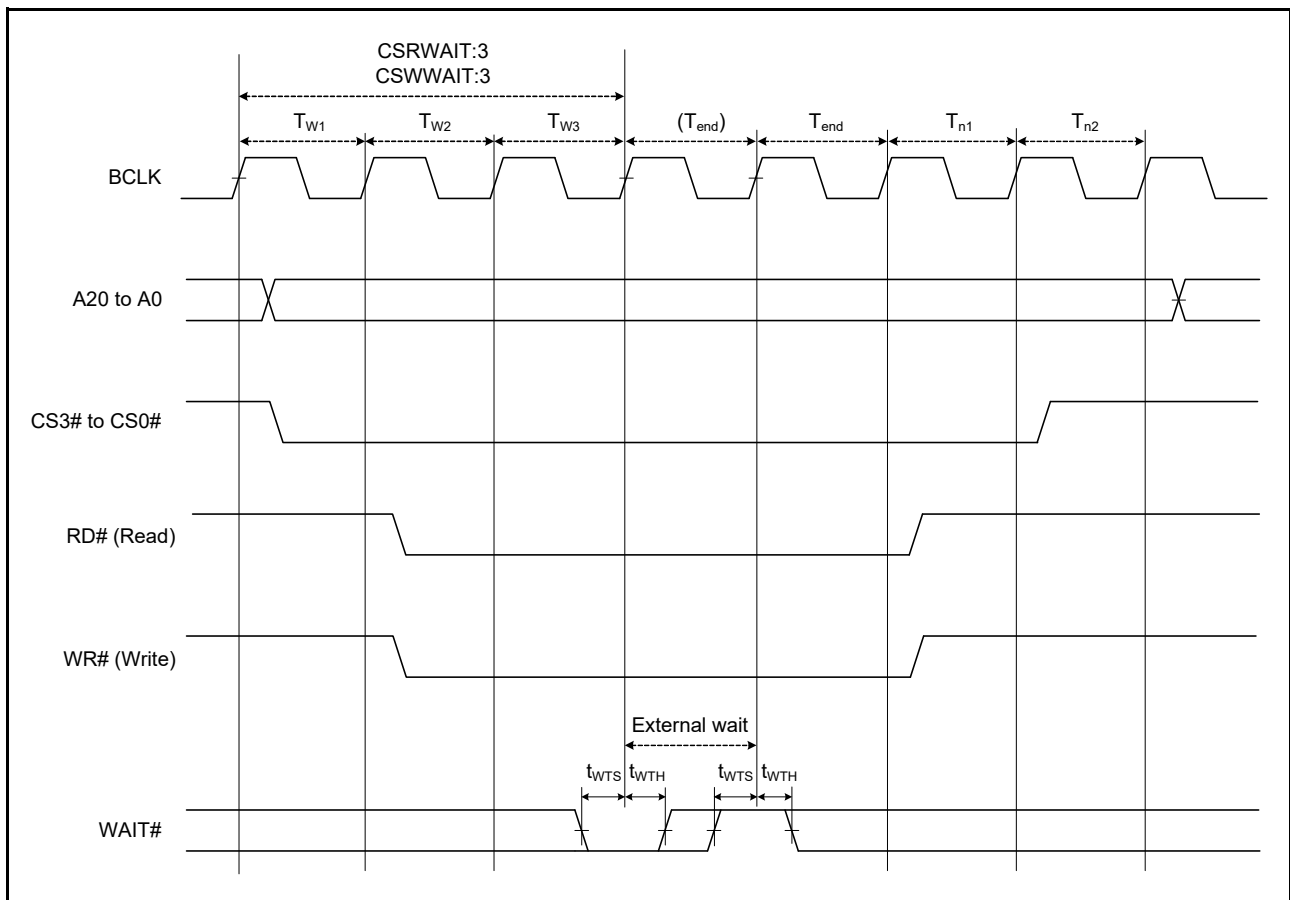 CSRWAIT:3
CSWWAIT:3
TW1 TW2 TW3 (Tend) Tend Tn1 Tn2
BCLK
A20 to A0
CS3# to CS0#
RD# (Read)
WR# (Write)
External wait
tWTS tWTH tWTS tWTH
WAIT#